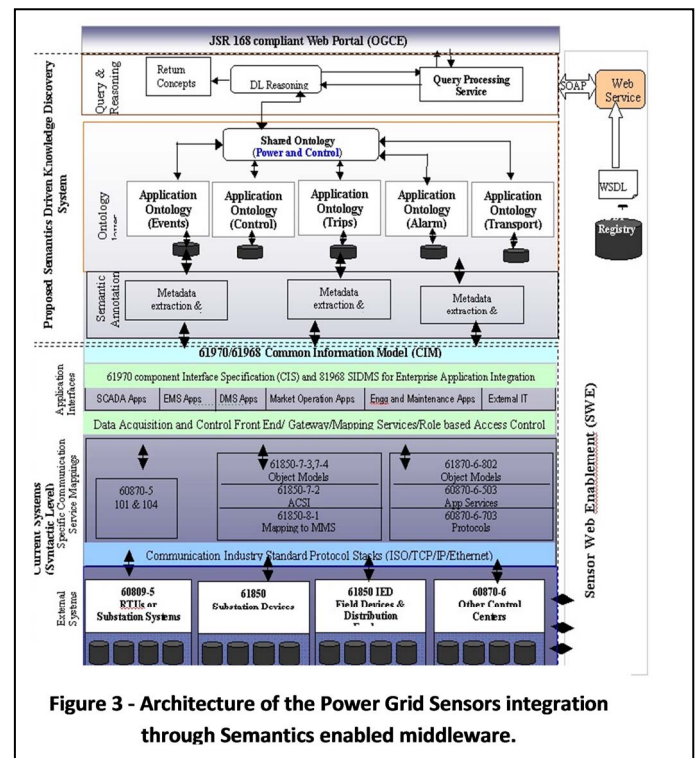 JSR 168 compliant Web Portal (OGCE)
Query &
Reasoning
Return
Concepts
DL Reasoning
Query Processing
Service
SOAP
Web
Service
WSDL
Registry
Proposed Semantics Driven Knowledge Discovery
System
Shared Ontology
(Power and Control)
Ontology
Application
Ontology
(Events)
Application
Ontology
(Control)
Application
Ontology
(Trips)
Application
Ontology
(Alarm)
Application
Ontology
(Transport)
Semantic
Annotation
Metadata
extraction &
Metadata
extraction &
Metadata
extraction &
61970/61968 Common Information Model (CIM)
Application
Interfaces
61970 component Interface Specification (CIS) and 81968 SIDMS for Enterprise Application Integration
SCADA Apps
EMS Apps
DMS Apps
Market Operation Apps
Engg and Maintenance Apps
External IT
Data Acquisition and Control Front End/ Gateway/Mapping Services/Role based Access Control
Current Systems
(Syntactic Level)
Specific Communication
Service Mappings
60870-5
101 & 104
61850-7-3,7-4
Object Models
61850-7-2
ACSI
61850-8-1
Mapping to MMS
61870-6-802
Object Models
60870-6-503
App Services
60870-6-703
Protocols
Communication Industry Standard Protocol Stacks (ISO/TCP/IP/Ethernet)
External
Systems
60809-5
RTUs or
Substation Systems
61850
Substation Devices
61850 IED
Field Devices &
Distribution
60870-6
Other Control
Centers
Sensor Web Enablement (SWE)
Figure 3 - Architecture of the Power Grid Sensors integration
through Semantics enabled middleware.